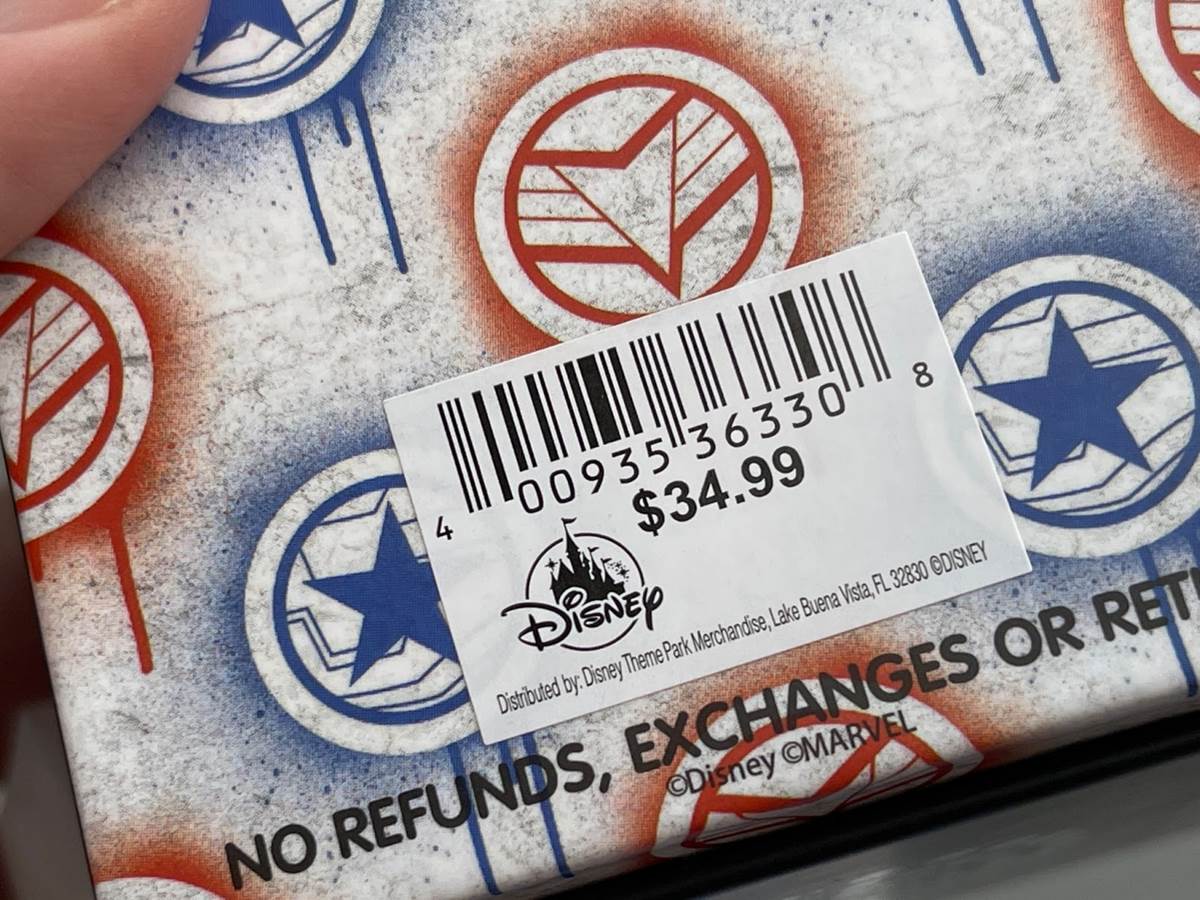 4 00935 36330 8
$34.99
Disney
Distributed by: Disney Theme Park Merchandise, Lake Buena Vista, FL 32830 ©DISNEY
NO REFUNDS, EXCHANGES OR RET
©Disney ©MARVEL